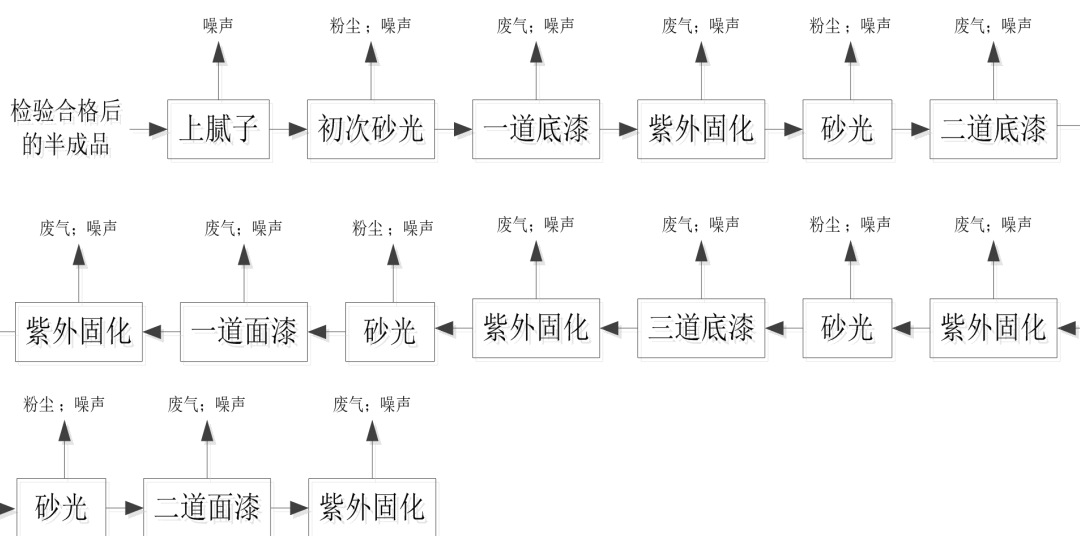 噪声
粉尘；噪声
废气；噪声
废气；噪声
粉尘；噪声
废气；噪声
检验合格后
的半成品
上腻子
初次砂光
一道底漆
紫外固化
砂光
二道底漆
废气；噪声
废气；噪声
粉尘；噪声
废气；噪声
废气；噪声
粉尘；噪声
废气；噪声
紫外固化
一道面漆
砂光
紫外固化
三道底漆
砂光
紫外固化
粉尘；噪声
废气；噪声
废气；噪声
砂光
二道面漆
紫外固化